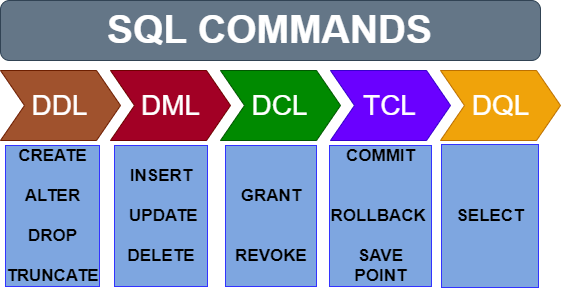 SQL COMMANDS
DDL
DML
DCL
TCL
DQL
CREATE
ALTER
DROP
TRUNCATE
INSERT
UPDATE
DELETE
GRANT
REVOKE
COMMIT
ROLLBACK
SAVE
POINT
SELECT